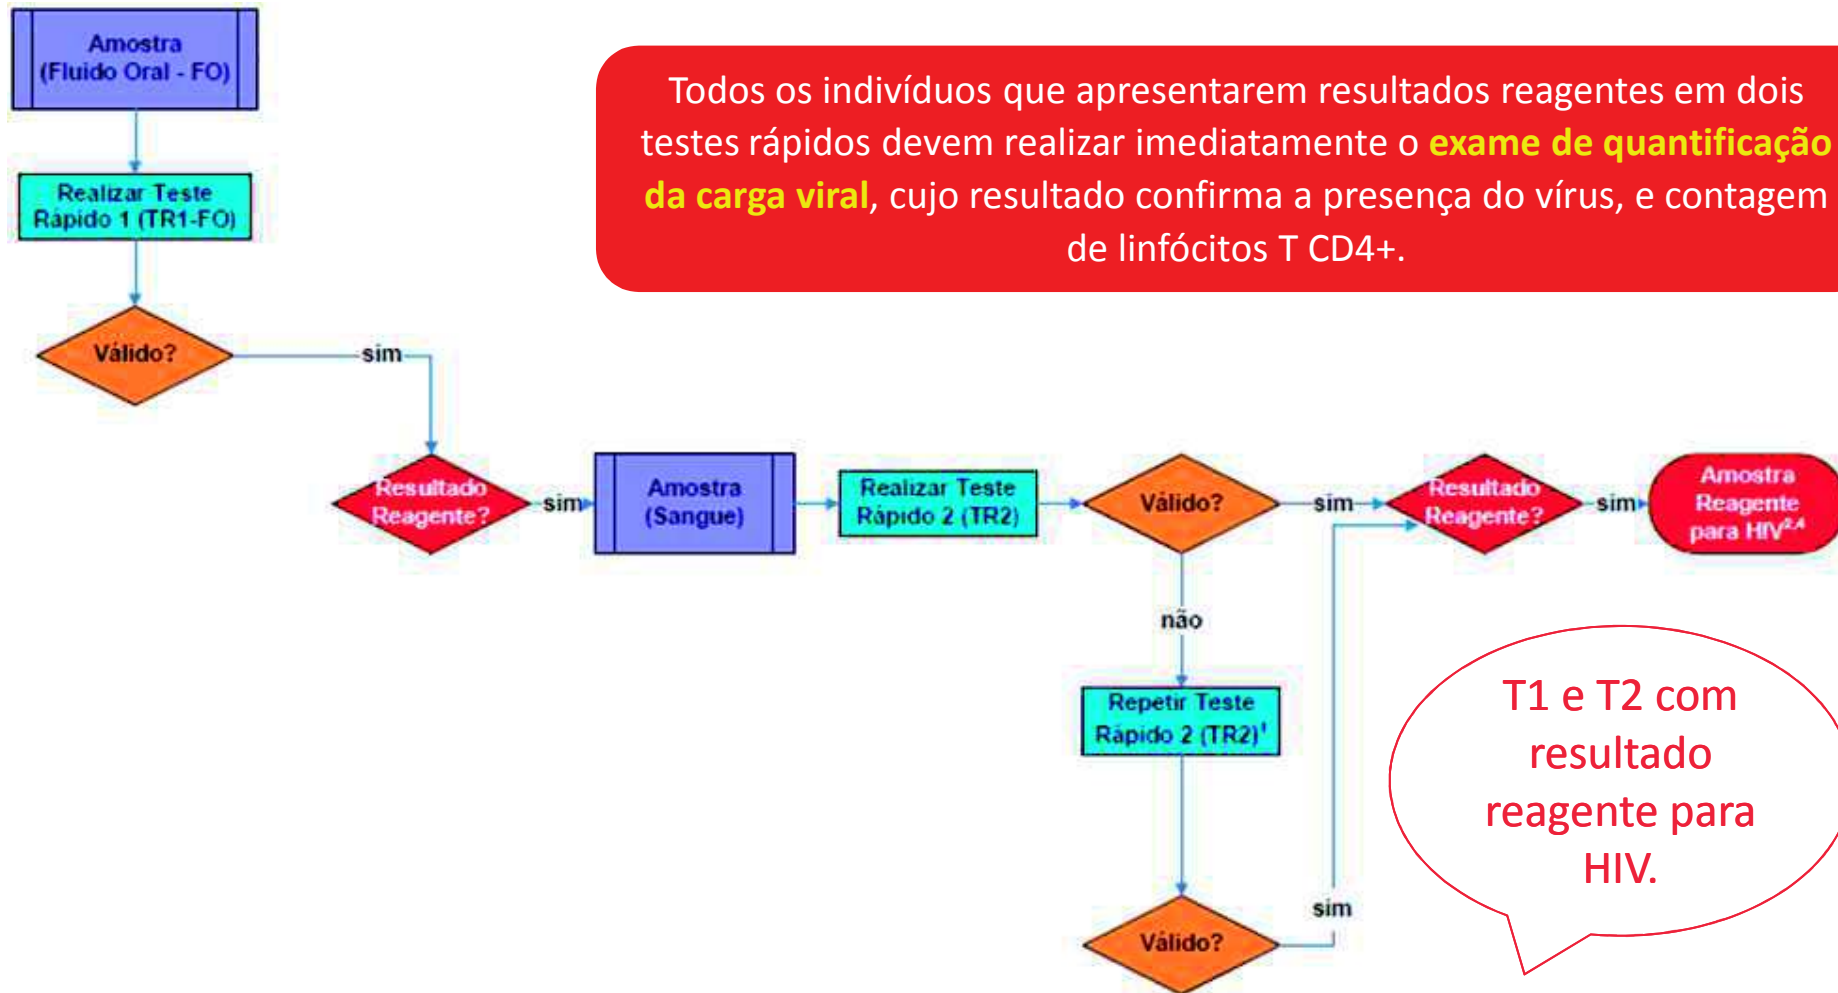 Amostra
(Fluido Oral - FO)
Todos os indivíduos que apresentarem resultados reagentes em dois
testes rápidos devem realizar imediatamente o exame de quantificação
da carga viral, cujo resultado confirma a presença do vírus, e contagem
de linfócitos T CD4+.
Realizar Teste
Rápido 1 (TR1-FO)
Válido?
sim
Resultado
Reagente?
sim
Amostra
(Sangue)
Realizar Teste
Rápido 2 (TR2)
Válido?
sim
Resultado
Reagente?
sim
Amostra
Reagente
para HIV²,⁴
não
Repetir Teste
Rápido 2 (TR2)¹
Válido?
sim
T1 e T2 com
resultado
reagente para
HIV.